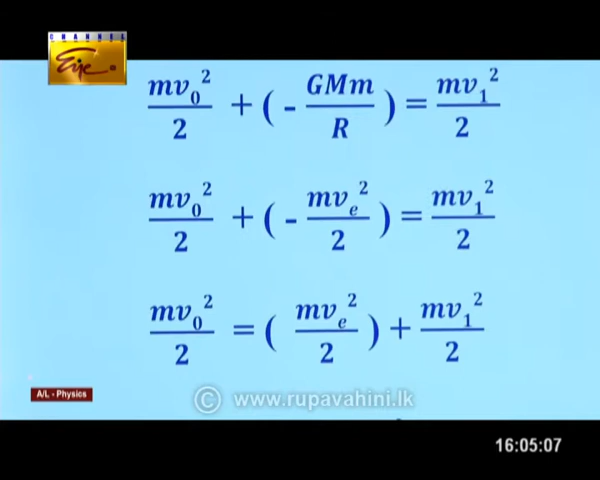 CHANNEL
Eye
mv₀²/2 + (- GMm/R) = mv₁²/2
mv₀²/2 + (- mvₑ²/2) = mv₁²/2
mv₀²/2 = ( mvₑ²/2 ) + mv₁²/2
A/L - Physics
© www.rupavahini.lk
16:05:07